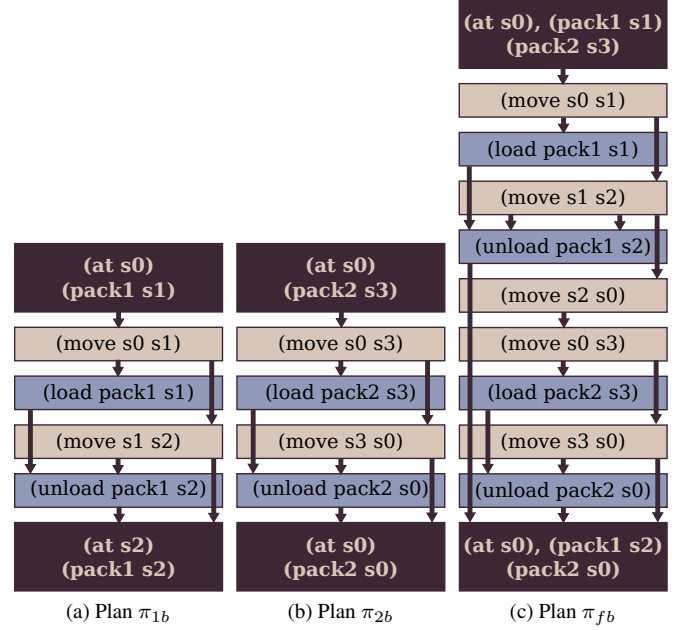 (at s0)
(pack1 s1)
(move s0 s1)
(load pack1 s1)
(move s1 s2)
(unload pack1 s2)
(at s2)
(pack1 s2)
(a) Plan π1b
(at s0)
(pack2 s3)
(move s0 s3)
(load pack2 s3)
(move s3 s0)
(unload pack2 s0)
(at s0)
(pack2 s0)
(b) Plan π2b
(at s0), (pack1 s1)
(pack2 s3)
(move s0 s1)
(load pack1 s1)
(move s1 s2)
(unload pack1 s2)
(move s2 s0)
(move s0 s3)
(load pack2 s3)
(move s3 s0)
(unload pack2 s0)
(at s0), (pack1 s2)
(pack2 s0)
(c) Plan πfb